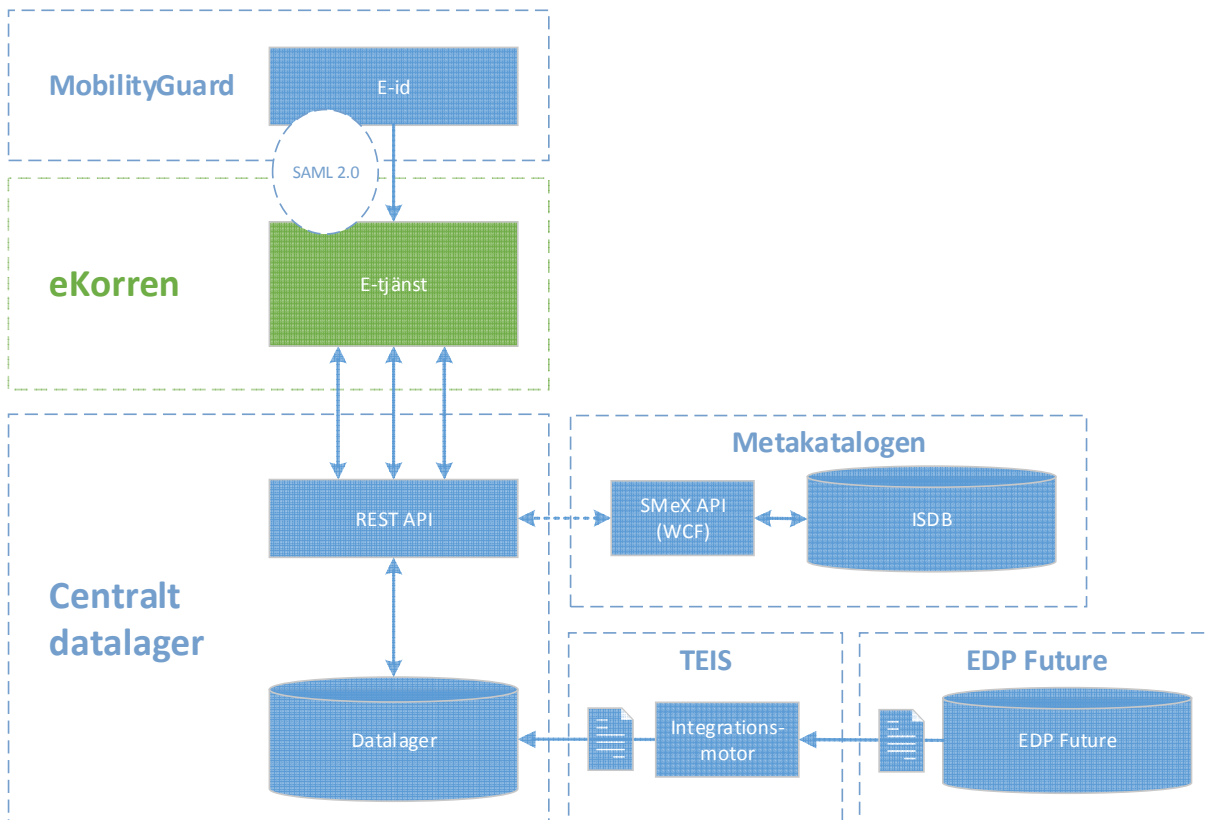 MobilityGuard
E-id
SAML 2.0
eKorren
E-tjänst
Metakatalogen
REST API
SMeX API
(WCF)
ISDB
Centralt
datalager
TEIS
EDP Future
Datalager
Integrations-
motor
EDP Future